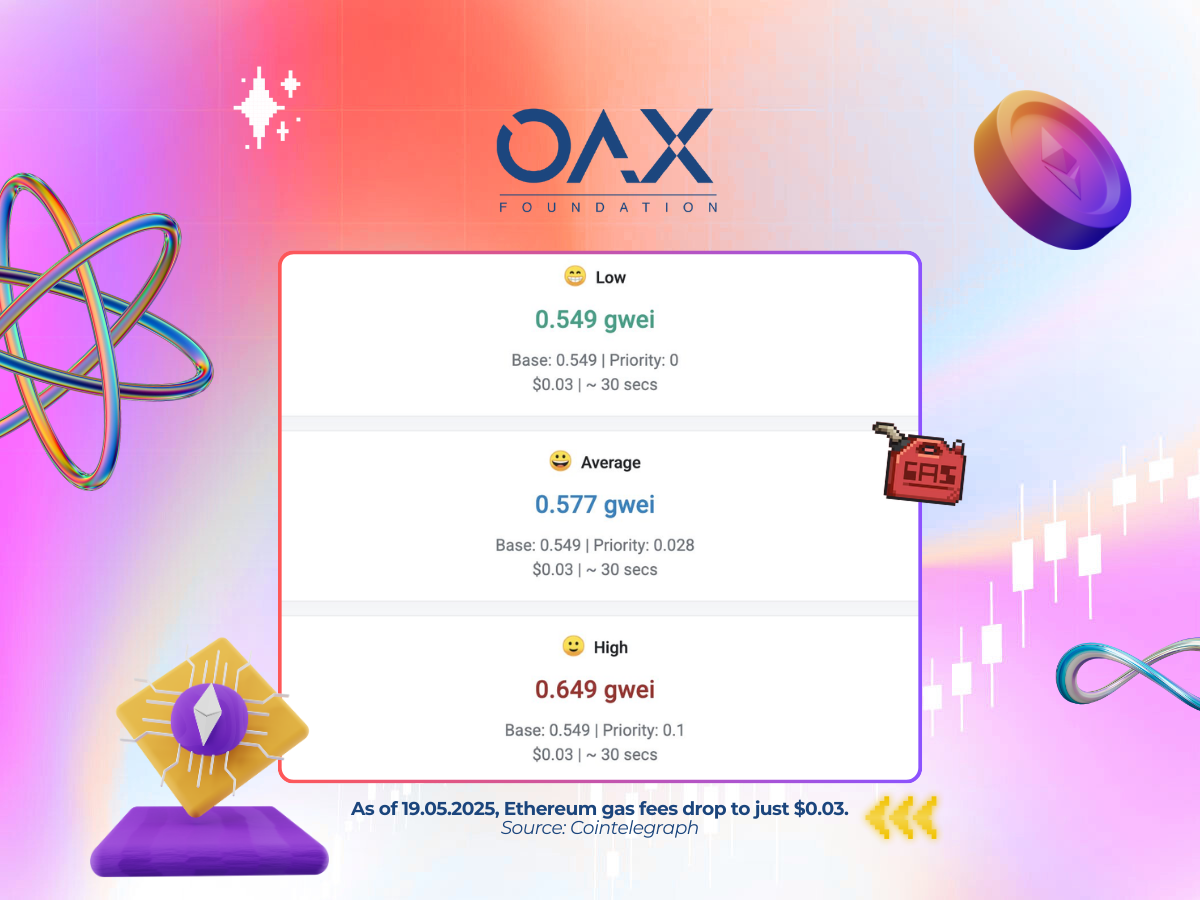 OAX
FOUNDATION
😁 Low
0.549 gwei
Base: 0.549 | Priority: 0
$0.03 | ~ 30 secs
😀 Average
0.577 gwei
Base: 0.549 | Priority: 0.028
$0.03 | ~ 30 secs
GAS
🙂 High
0.649 gwei
Base: 0.549 | Priority: 0.1
$0.03 | ~ 30 secs
As of 19.05.2025, Ethereum gas fees drop to just $0.03.
Source: Cointelegraph